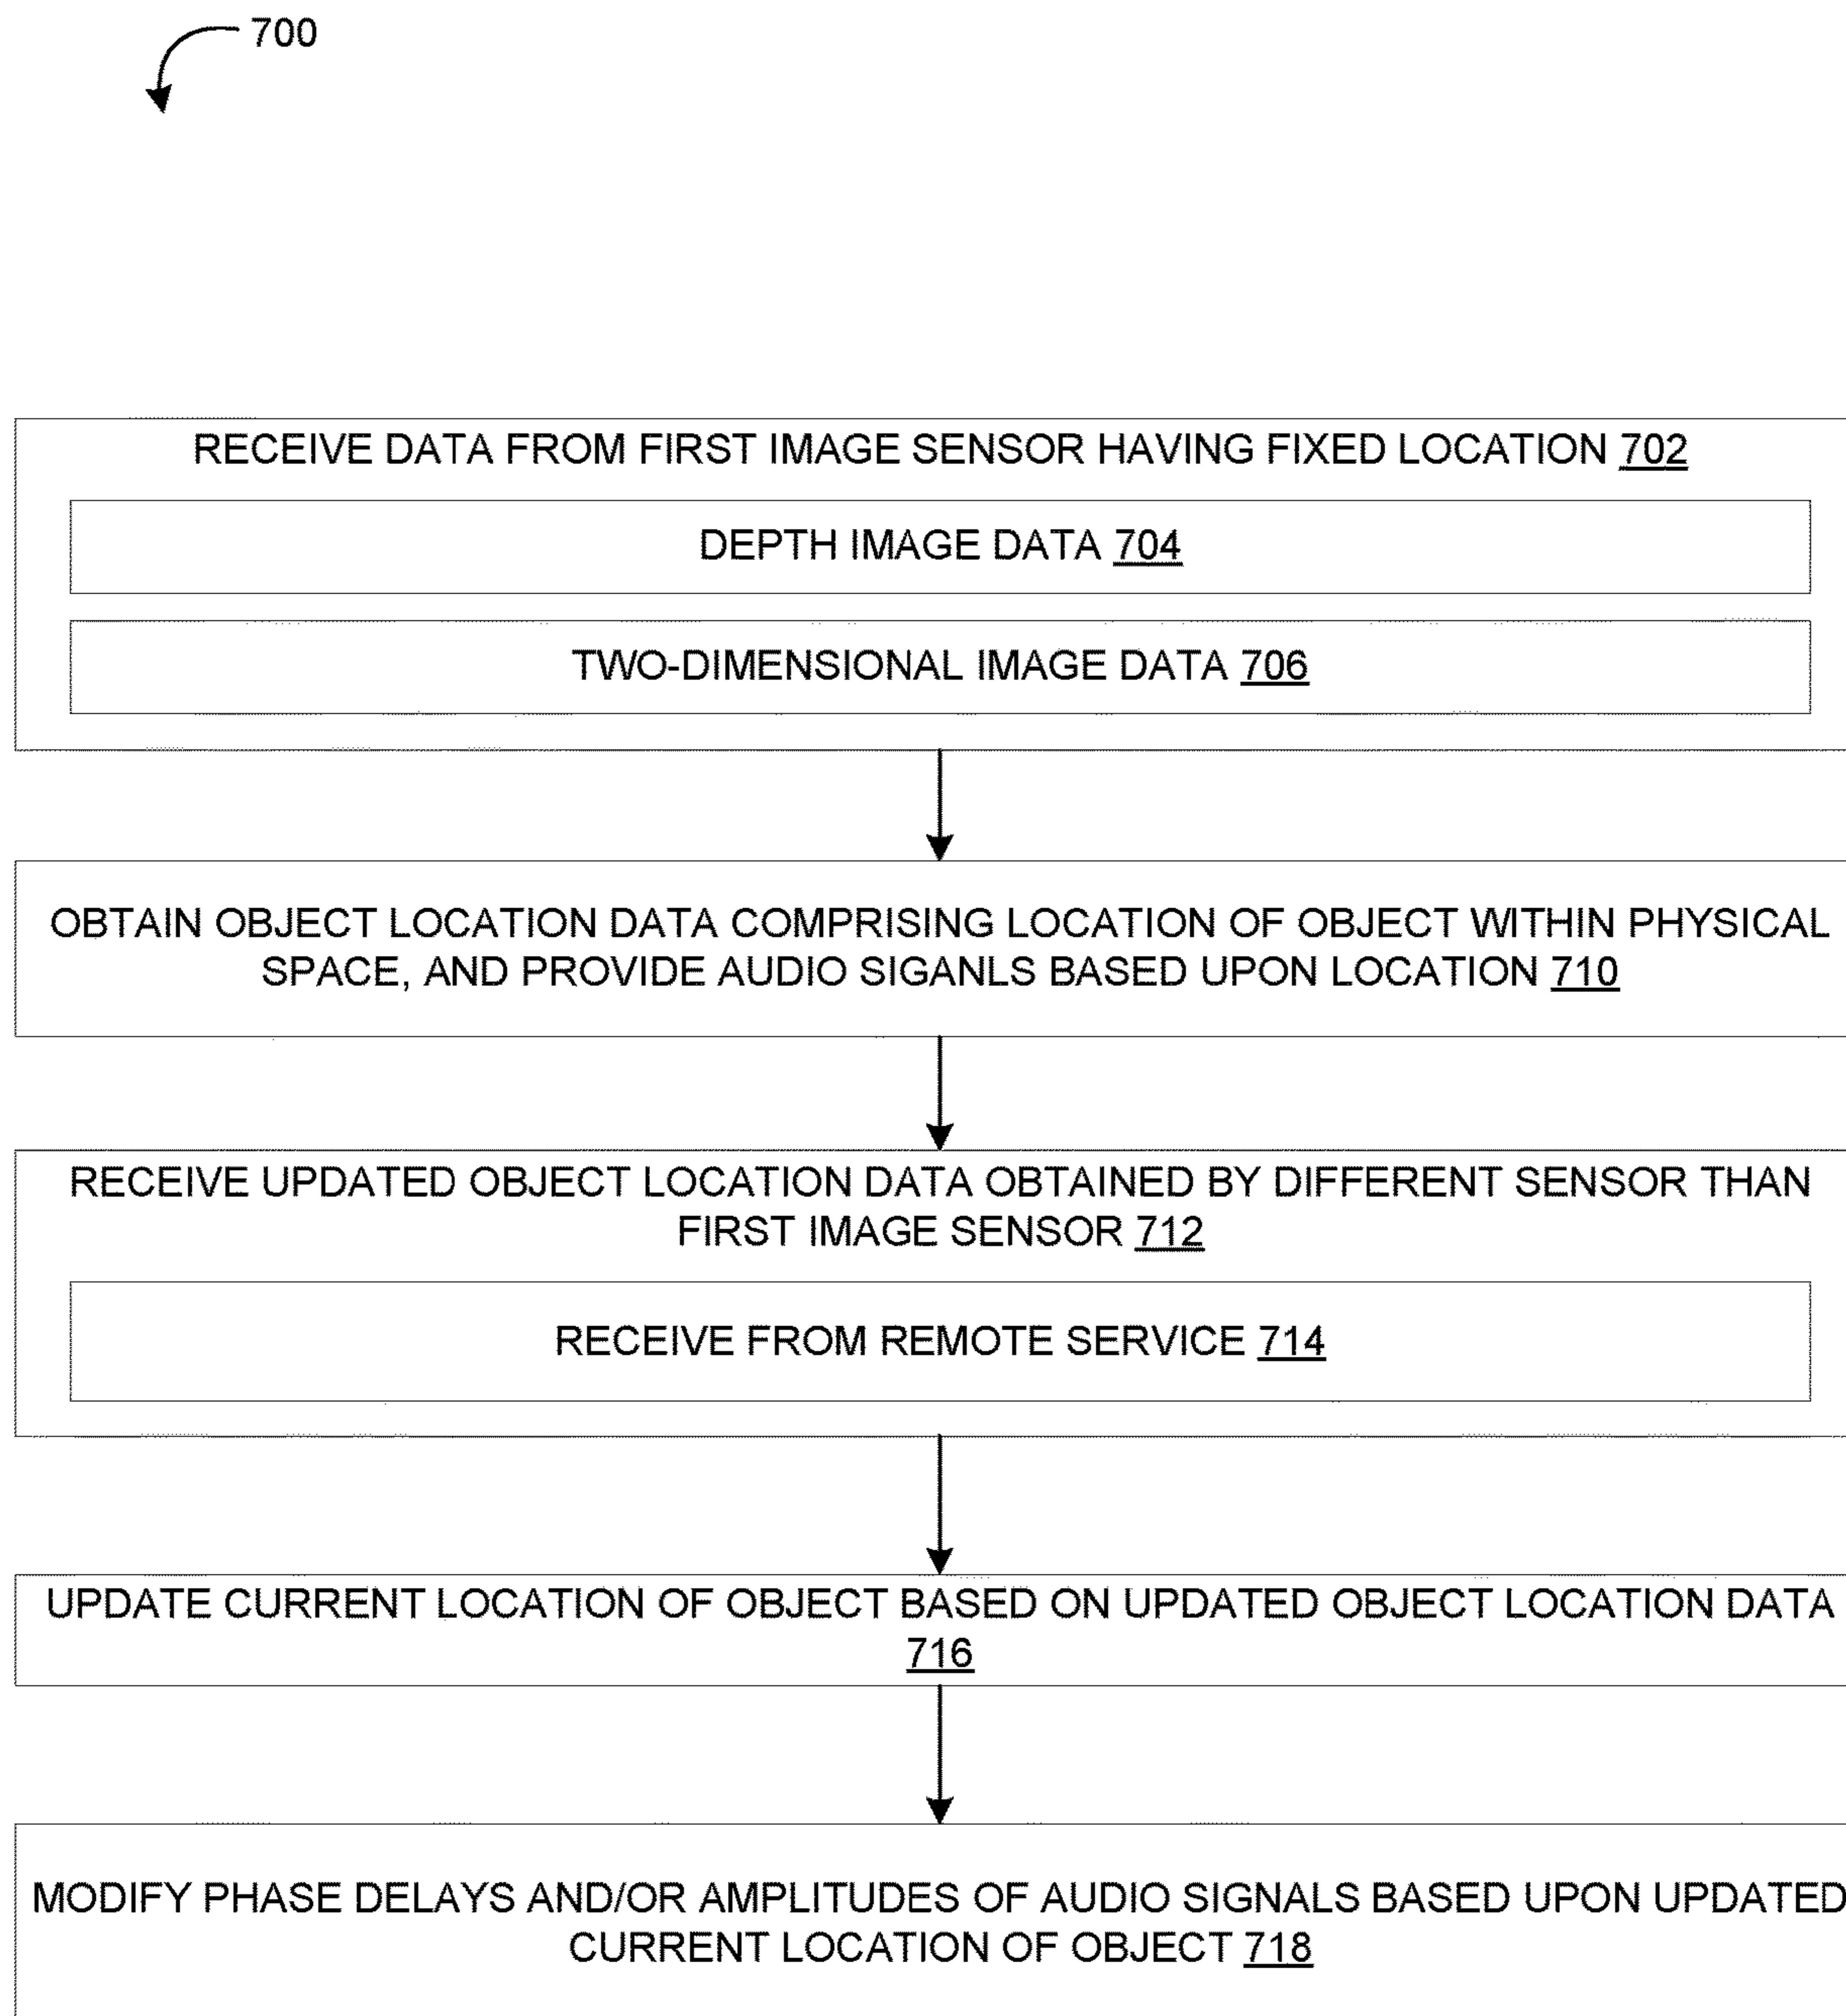 700
RECEIVE DATA FROM FIRST IMAGE SENSOR HAVING FIXED LOCATION 702
DEPTH IMAGE DATA 704
TWO-DIMENSIONAL IMAGE DATA 706
OBTAIN OBJECT LOCATION DATA COMPRISING LOCATION OF OBJECT WITHIN PHYSICAL
SPACE, AND PROVIDE AUDIO SIGANLS BASED UPON LOCATION 710
RECEIVE UPDATED OBJECT LOCATION DATA OBTAINED BY DIFFERENT SENSOR THAN
FIRST IMAGE SENSOR 712
RECEIVE FROM REMOTE SERVICE 714
UPDATE CURRENT LOCATION OF OBJECT BASED ON UPDATED OBJECT LOCATION DATA
716
MODIFY PHASE DELAYS AND/OR AMPLITUDES OF AUDIO SIGNALS BASED UPON UPDATED
CURRENT LOCATION OF OBJECT 718